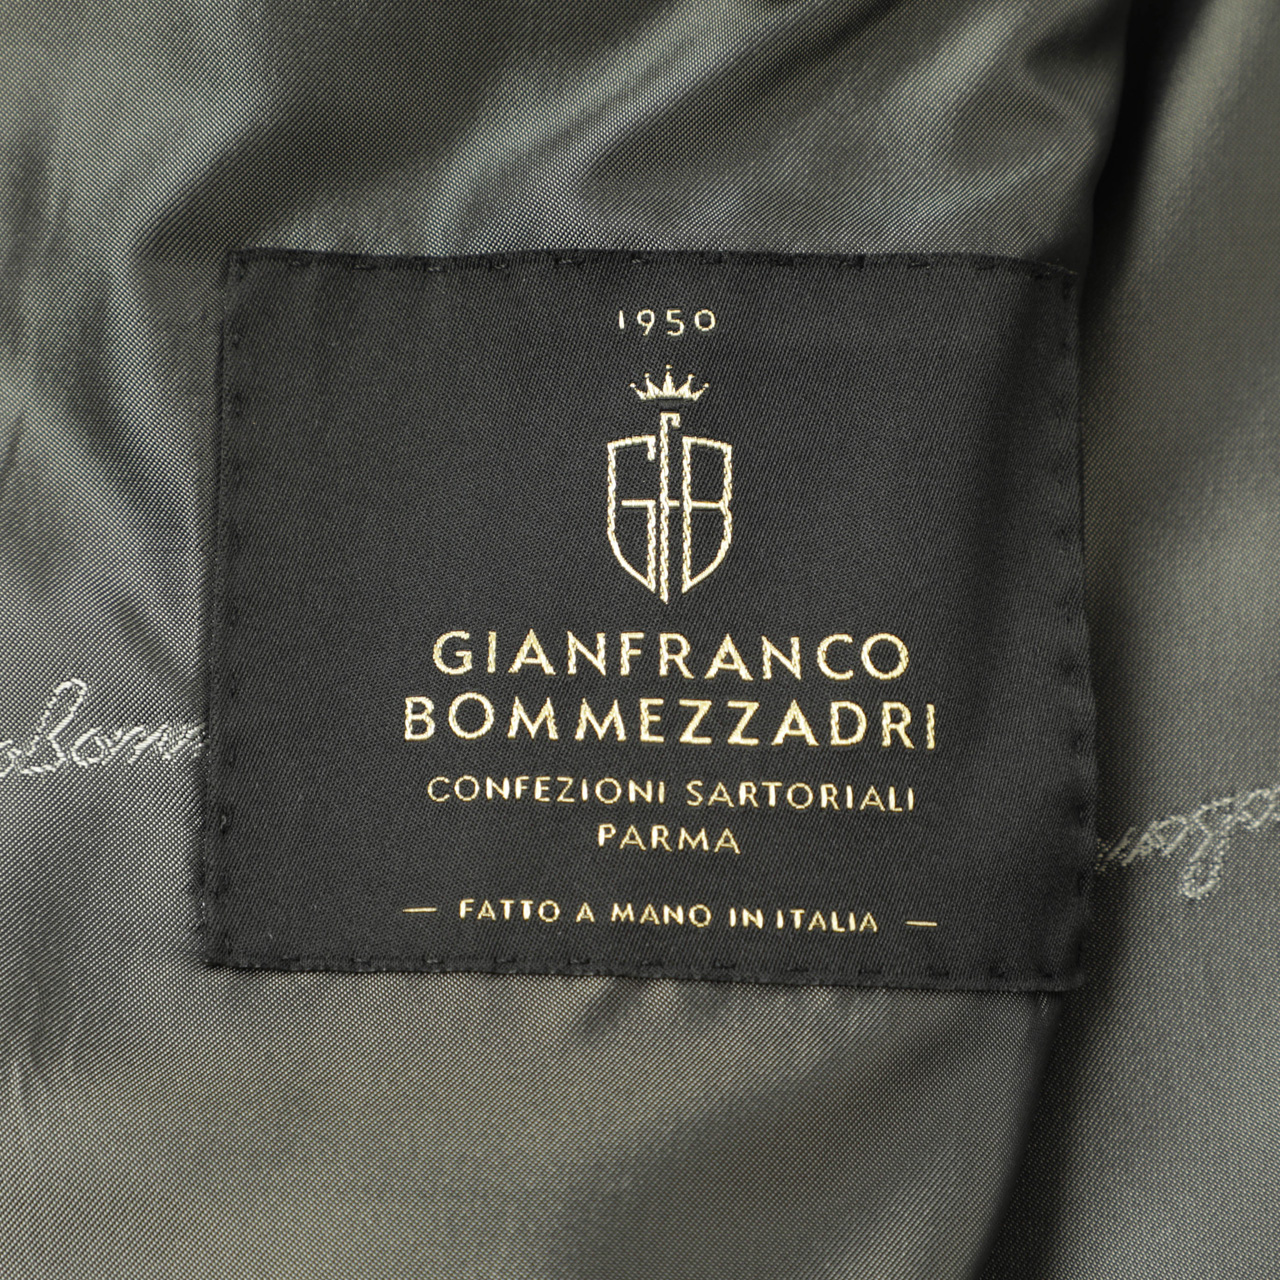 1950
GFB
GIANFRANCO
BOMMEZZADRI
CONFEZIONI SARTORIALI
PARMA
— FATTO A MANO IN ITALIA —